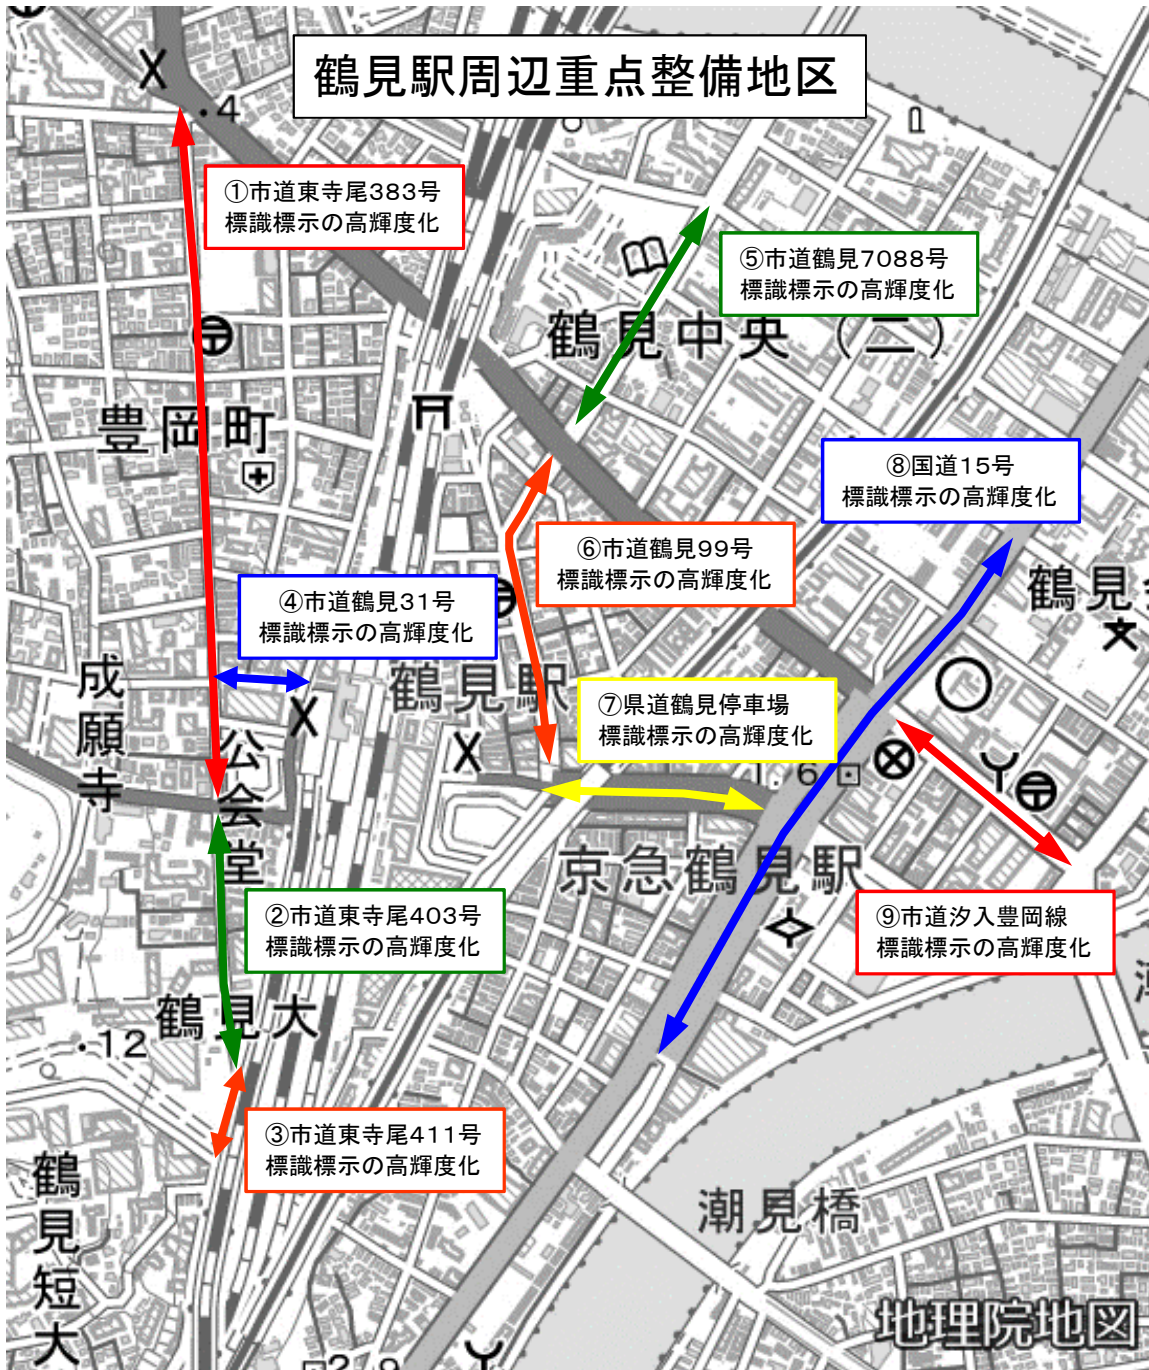 鶴見駅周辺重点整備地区
・4
8
①市道東寺尾383号
標識標示の高輝度化
⑤市道鶴見7088号
標識標示の高輝度化
鶴見中央(二)
豊岡町
⑧国道15号
標識標示の高輝度化
⑥市道鶴見99号
標識標示の高輝度化
④市道鶴見31号
標識標示の高輝度化
鶴見
成願寺
鶴見駅
⑦県道鶴見停車場
標識標示の高輝度化
公会堂
1.6
京急鶴見駅
②市道東寺尾403号
標識標示の高輝度化
⑨市道汐入豊岡線
標識標示の高輝度化
鶴見大
・12
③市道東寺尾411号
標識標示の高輝度化
鶴見短大
潮見橋
地理院地図
2.9